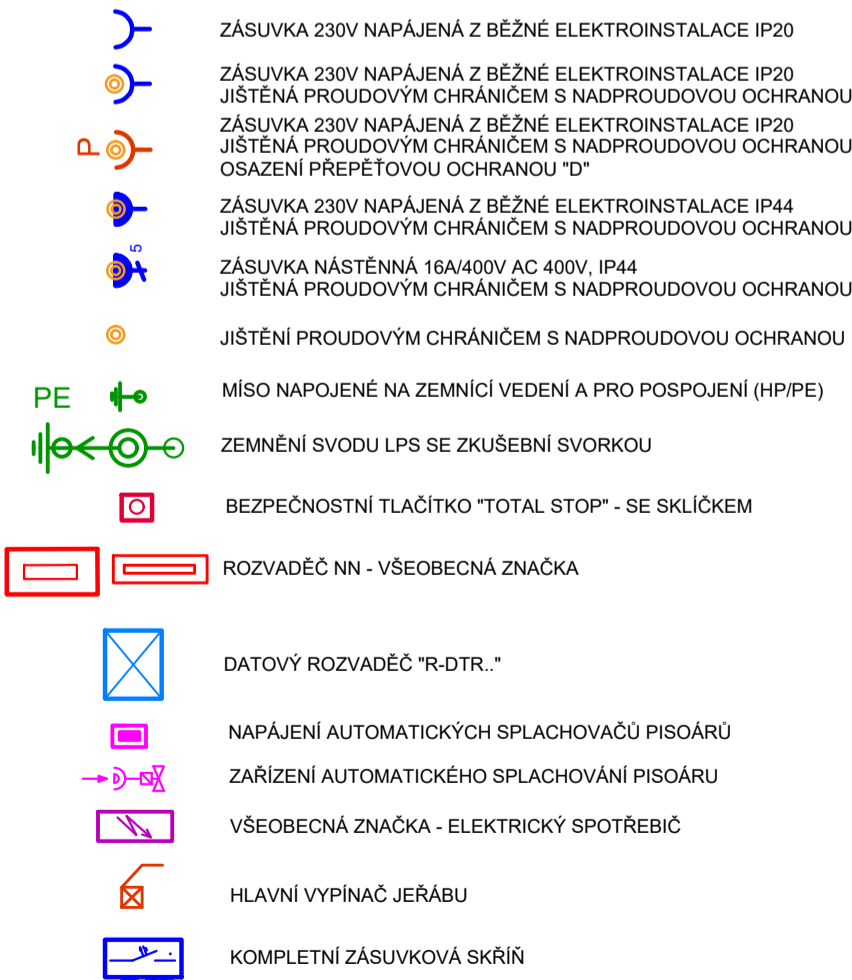 ZÁSUVKA 230V NAPÁJENÁ Z BĚŽNÉ ELEKTROINSTALACE IP20
ZÁSUVKA 230V NAPÁJENÁ Z BĚŽNÉ ELEKTROINSTALACE IP20
JIŠTĚNÁ PROUDOVÝM CHRÁNIČEM S NADPROUDOVOU OCHRANOU
P
ZÁSUVKA 230V NAPÁJENÁ Z BĚŽNÉ ELEKTROINSTALACE IP20
JIŠTĚNÁ PROUDOVÝM CHRÁNIČEM S NADPROUDOVOU OCHRANOU
OSAZENÍ PŘEPĚŤOVOU OCHRANOU "D"
ZÁSUVKA 230V NAPÁJENÁ Z BĚŽNÉ ELEKTROINSTALACE IP44
JIŠTĚNÁ PROUDOVÝM CHRÁNIČEM S NADPROUDOVOU OCHRANOU
5
ZÁSUVKA NÁSTĚNNÁ 16A/400V AC 400V, IP44
JIŠTĚNÁ PROUDOVÝM CHRÁNIČEM S NADPROUDOVOU OCHRANOU
JIŠTĚNÍ PROUDOVÝM CHRÁNIČEM S NADPROUDOVOU OCHRANOU
PE
MÍSO NAPOJENÉ NA ZEMNÍCÍ VEDENÍ A PRO POSPOJENÍ (HP/PE)
ZEMNĚNÍ SVODU LPS SE ZKUŠEBNÍ SVORKOU
BEZPEČNOSTNÍ TLAČÍTKO "TOTAL STOP" - SE SKLÍČKEM
ROZVADĚČ NN - VŠEOBECNÁ ZNAČKA
DATOVÝ ROZVADĚČ "R-DTR.."
NAPÁJENÍ AUTOMATICKÝCH SPLACHOVAČŮ PISOÁRŮ
ZAŘÍZENÍ AUTOMATICKÉHO SPLACHOVÁNÍ PISOÁRU
VŠEOBECNÁ ZNAČKA - ELEKTRICKÝ SPOTŘEBIČ
HLAVNÍ VYPÍNAČ JEŘÁBU
KOMPLETNÍ ZÁSUVKOVÁ SKŘÍŇ